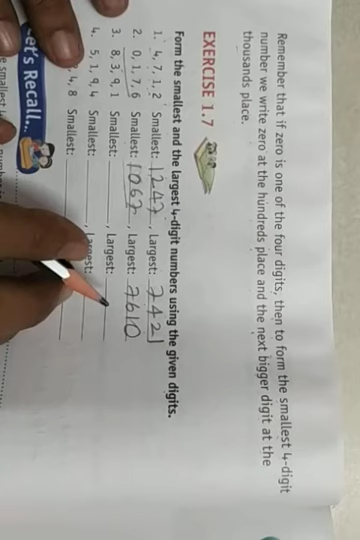 Remember that if zero is one of the four digits, then to form the smallest 4-digit
number we write zero at the hundreds place and the next bigger digit at the
thousands place.
EXERCISE 1.7
Form the smallest and the largest 4-digit numbers using the given digits.
1. 4, 7, 1, 2 Smallest: 1247, Largest: 7421
2. 0, 1, 7, 6 Smallest: 1067, Largest: 7610
3. 8, 3, 9, 1 Smallest: , Largest:
4. 5, 1, 9, 4 Smallest: , Largest:
4, 8 Smallest:
Let's Recall...